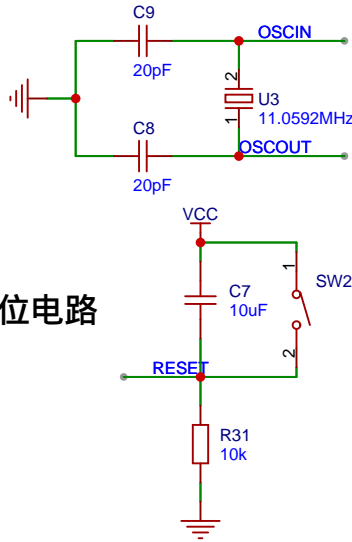 C9
20pF
OSCIN
2
U3
11.0592MHz
1
OSCOUT
C8
20pF
VCC
1
SW2
C7
10uF
位电路
2
RESET
R31
10k